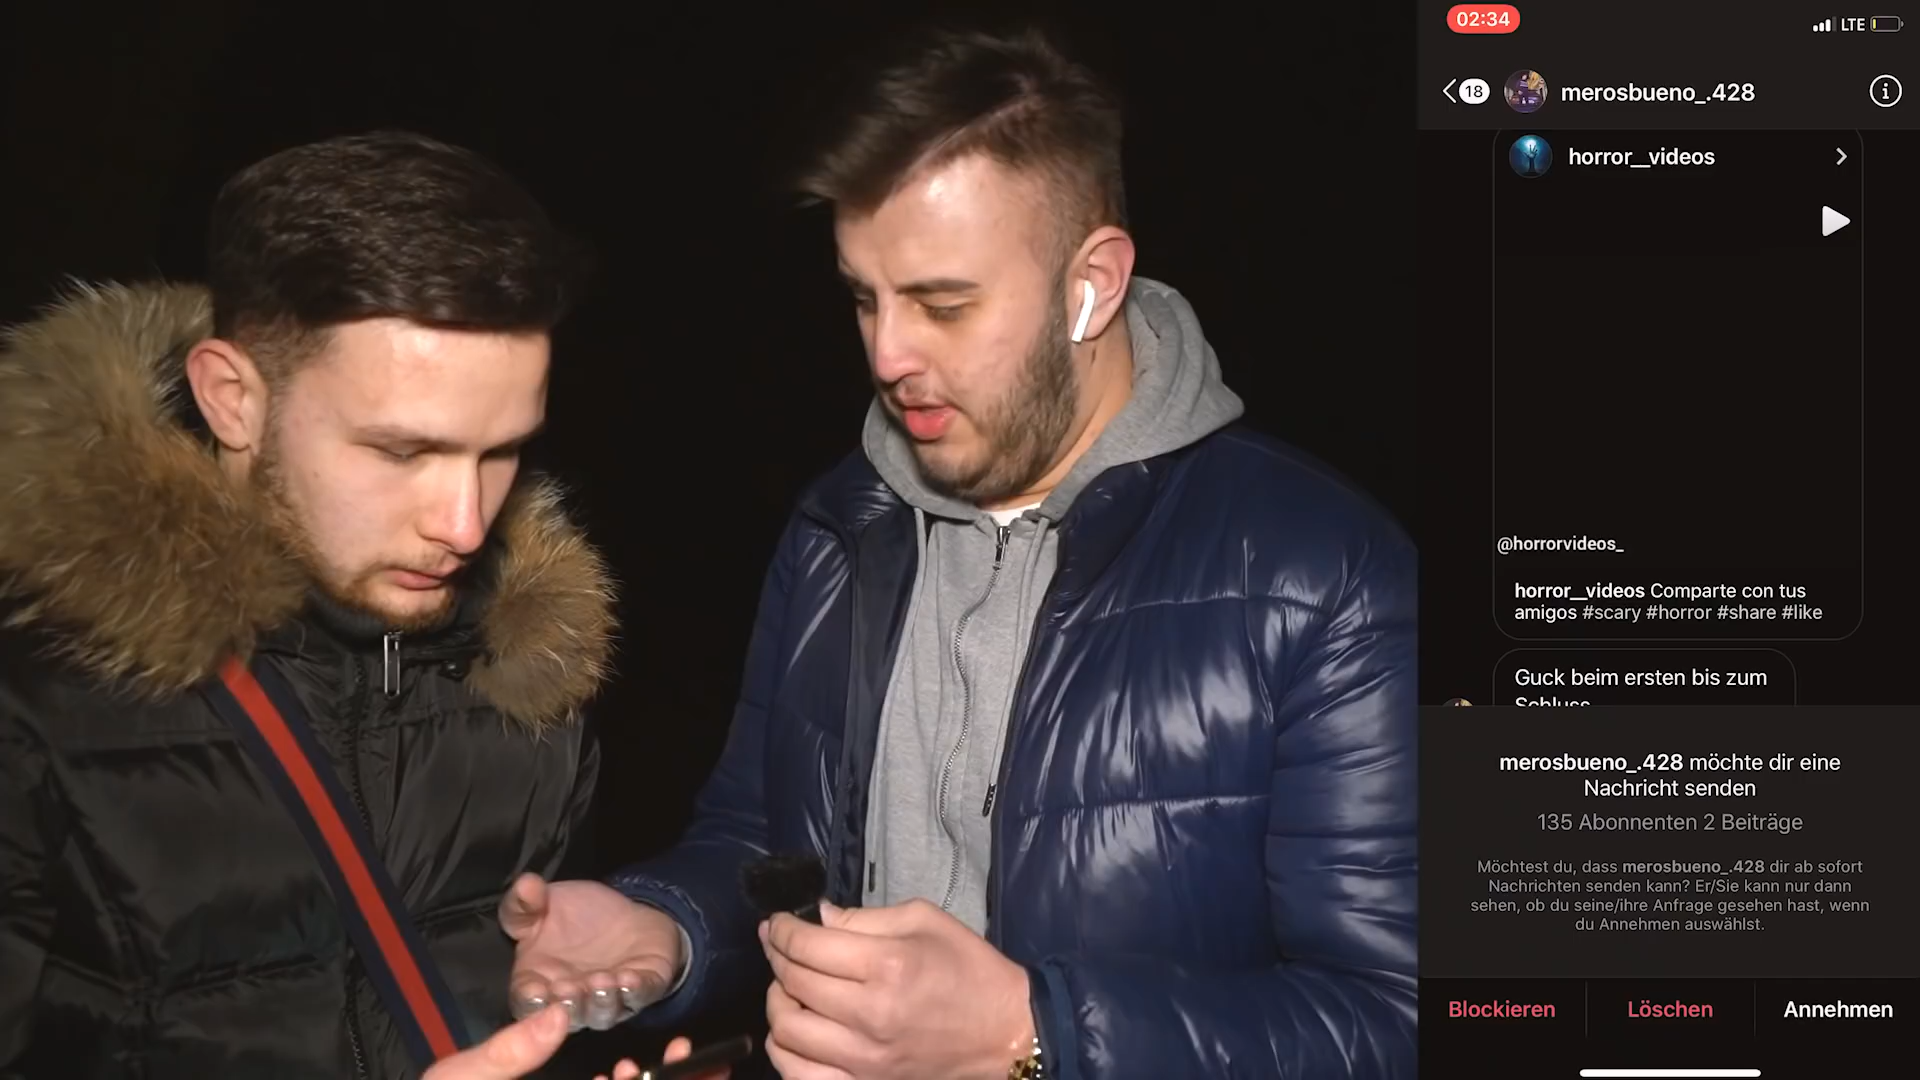 02:34
LTE
18
merosbueno_.428
horror__videos
@horrorvideos_
horror__videos Comparte con tus
amigos #scary #horror #share #like
Guck beim ersten bis zum
Schluss
merosbueno_.428 möchte dir eine
Nachricht senden
135 Abonnenten 2 Beiträge
Möchtest du, dass merosbueno_.428 dir ab sofort
Nachrichten senden kann? Er/Sie kann nur dann
sehen, ob du seine/ihre Anfrage gesehen hast, wenn
du Annehmen auswählst.
Blockieren
Löschen
Annehmen